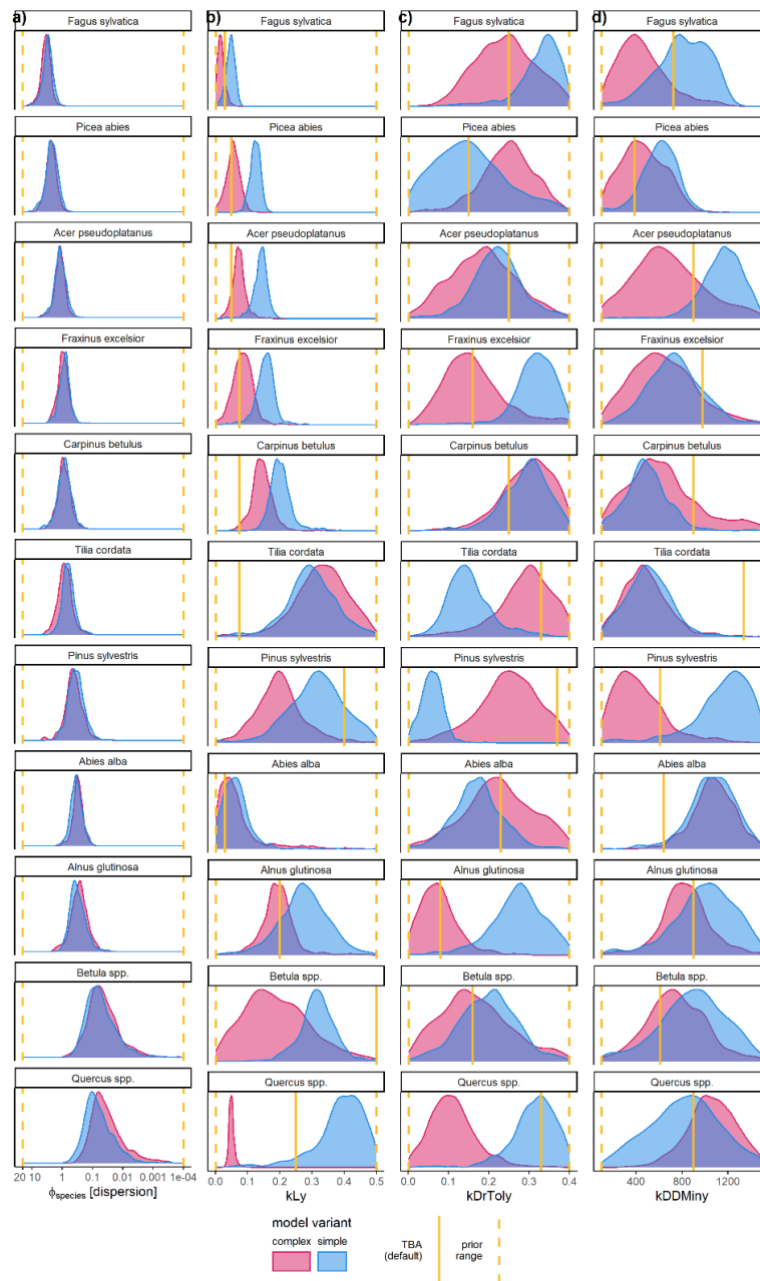 a) b) c) d)
Fagus sylvatica Fagus sylvatica Fagus sylvatica Fagus sylvatica
Picea abies Picea abies Picea abies Picea abies
Acer pseudoplatanus Acer pseudoplatanus Acer pseudoplatanus Acer pseudoplatanus
Fraxinus excelsior Fraxinus excelsior Fraxinus excelsior Fraxinus excelsior
Carpinus betulus Carpinus betulus Carpinus betulus Carpinus betulus
Tilia cordata Tilia cordata Tilia cordata Tilia cordata
Pinus sylvestris Pinus sylvestris Pinus sylvestris Pinus sylvestris
Abies alba Abies alba Abies alba Abies alba
Alnus glutinosa Alnus glutinosa Alnus glutinosa Alnus glutinosa
Betula spp. Betula spp. Betula spp. Betula spp.
Quercus spp. Quercus spp. Quercus spp. Quercus spp.
20 10 1 0.1 0.01 0.001 1e-04 0.0 0.1 0.2 0.3 0.4 0.5 0.0 0.1 0.2 0.3 0.4 400 800 1200
ϕspecies [dispersion] kLy kDrToly kDDMiny
model variant
complex simple
TBA
(default)
prior
range